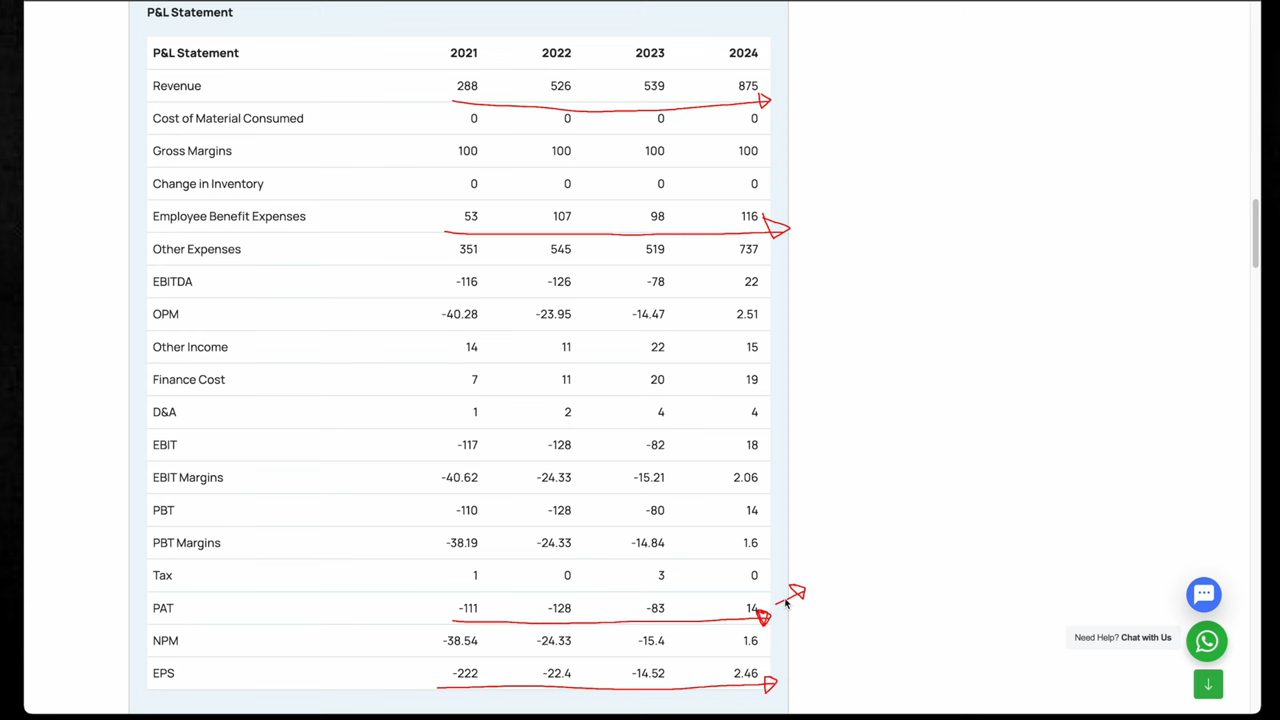 P&L Statement
P&L Statement 2021 2022 2023 2024
Revenue 288 526 539 875
Cost of Material Consumed 0 0 0 0
Gross Margins 100 100 100 100
Change in Inventory 0 0 0 0
Employee Benefit Expenses 53 107 98 116
Other Expenses 351 545 519 737
EBITDA -116 -126 -78 22
OPM -40.28 -23.95 -14.47 2.51
Other Income 14 11 22 15
Finance Cost 7 11 20 19
D&A 1 2 4 4
EBIT -117 -128 -82 18
EBIT Margins -40.62 -24.33 -15.21 2.06
PBT -110 -128 -80 14
PBT Margins -38.19 -24.33 -14.84 1.6
Tax 1 0 3 0
PAT -111 -128 -83 14
NPM -38.54 -24.33 -15.4 1.6
EPS -222 -22.4 -14.52 2.46
Need Help? Chat with Us